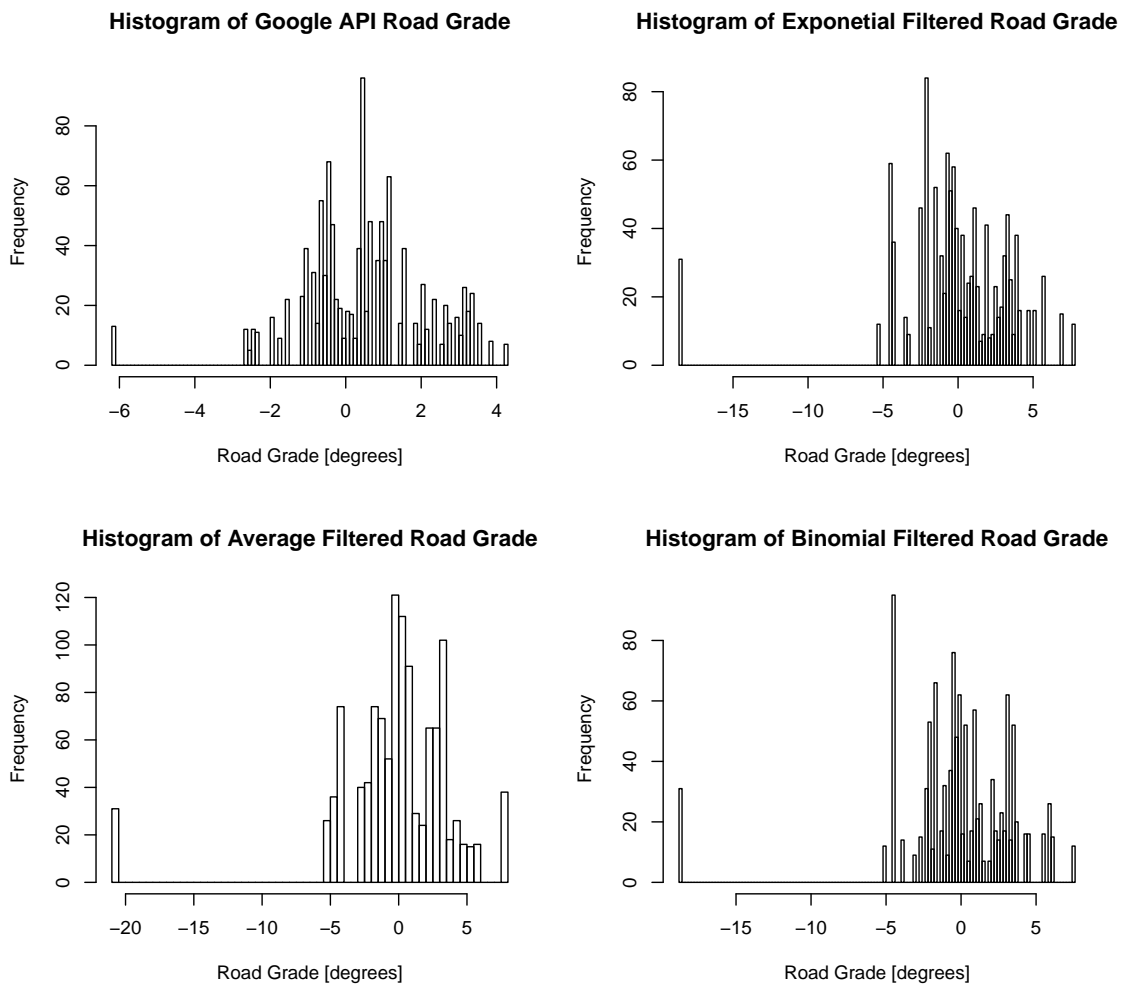 Histogram of Google API Road Grade
Frequency
0 20 40 60 80
−6 −4 −2 0 2 4
Road Grade [degrees]
Histogram of Exponetial Filtered Road Grade
Frequency
0 20 40 60 80
−15 −10 −5 0 5
Road Grade [degrees]
Histogram of Average Filtered Road Grade
Frequency
0 20 40 60 80 100 120
−20 −15 −10 −5 0 5
Road Grade [degrees]
Histogram of Binomial Filtered Road Grade
Frequency
0 20 40 60 80
−15 −10 −5 0 5
Road Grade [degrees]